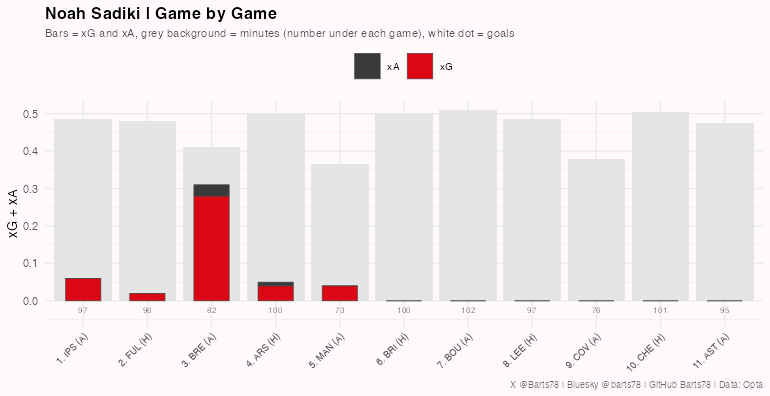 Noah Sadiki | Game by Game
Bars = xG and xA, grey background = minutes (number under each game), white dot = goals
xA xG
xG + xA
0.5
0.4
0.3
0.2
0.1
0.0
97 96 82 100 73 100 102 97 76 101 95
1. IPS (A)
2. FUL (H)
3. BRE (A)
4. ARS (H)
5. MAN (A)
6. BRI (H)
7. BOU (A)
8. LEE (H)
9. COV (A)
10. CHE (H)
11. AST (A)
X @Barts78 | Bluesky @barts78 | GitHub Barts78 | Data: Opta